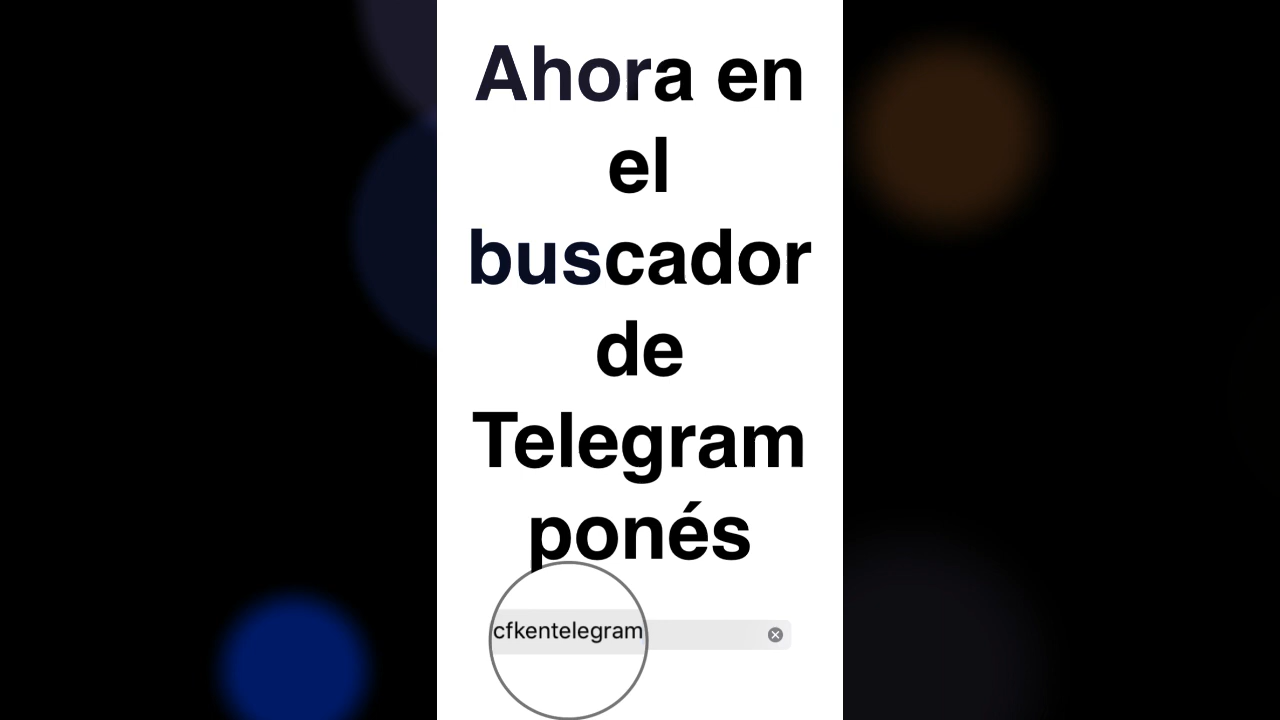 Ahora en
el
buscador
de
Telegram
ponés
cfkentelegram